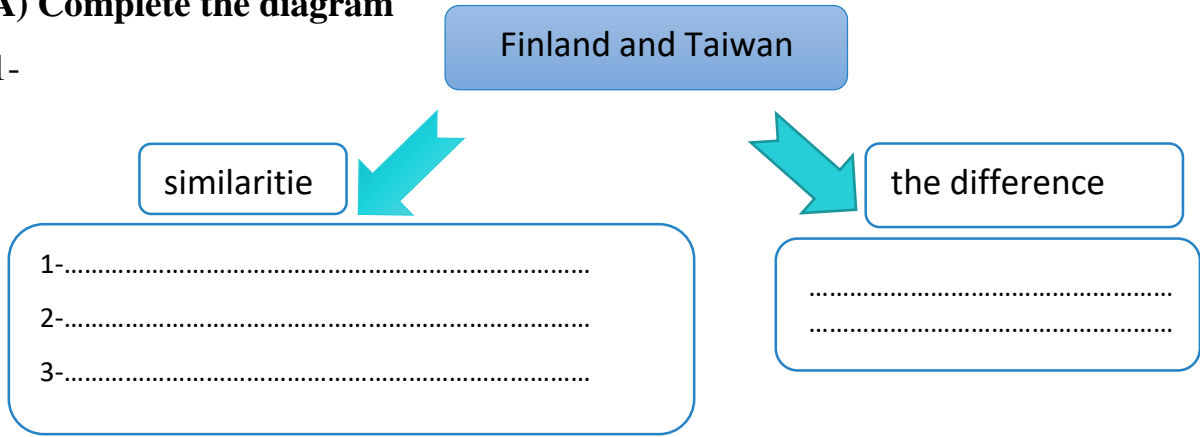 A) Complete the diagram
1-
Finland and Taiwan
similaritie
the difference
1-……………………………………………………………………
2-……………………………………………………………………
3-……………………………………………………………………
………………………………………………
………………………………………………